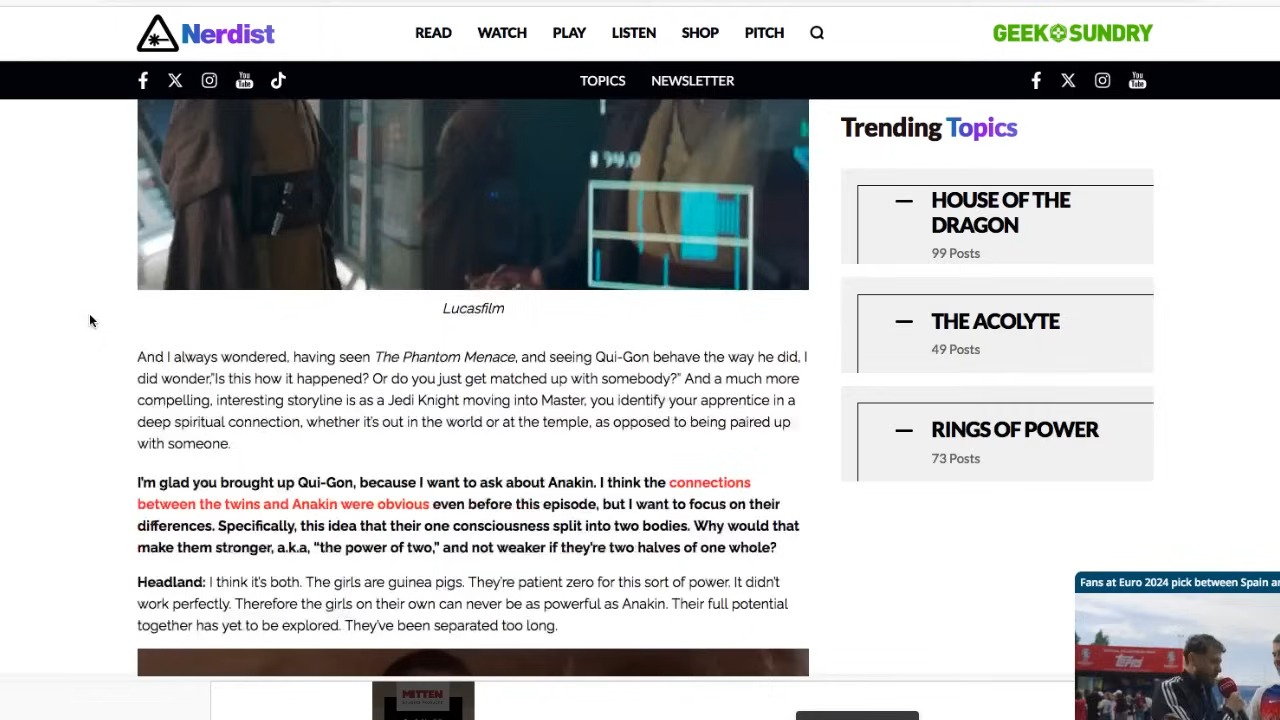 Nerdist
READ WATCH PLAY LISTEN SHOP PITCH
GEEK SUNDRY
You Tube
TOPICS NEWSLETTER
You Tube
199.0
Lucasfilm
And I always wondered, having seen The Phantom Menace, and seeing Qui-Gon behave the way he did, I
did wonder,"Is this how it happened? Or do you just get matched up with somebody?" And a much more
compelling, interesting storyline is as a Jedi Knight moving into Master, you identify your apprentice in a
deep spiritual connection, whether it's out in the world or at the temple, as opposed to being paired up
with someone.
I'm glad you brought up Qui-Gon, because I want to ask about Anakin. I think the connections
between the twins and Anakin were obvious even before this episode, but I want to focus on their
differences. Specifically, this idea that their one consciousness split into two bodies. Why would that
make them stronger, a.k.a, "the power of two," and not weaker if they're two halves of one whole?
Headland: I think it's both. The girls are guinea pigs. They're patient zero for this sort of power. It didn't
work perfectly. Therefore the girls on their own can never be as powerful as Anakin. Their full potential
together has yet to be explored. They've been separated too long.
Trending Topics
HOUSE OF THE
DRAGON
99 Posts
THE ACOLYTE
49 Posts
RINGS OF POWER
73 Posts
Fans at Euro 2024 pick between Spain
Topps
MITTEN